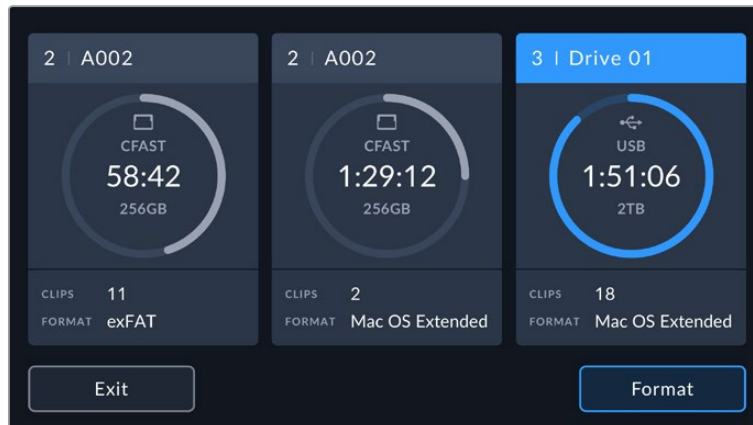 2 | A002
CFAST
58:42
256GB
CLIPS 11
FORMAT exFAT
2 | A002
CFAST
1:29:12
256GB
CLIPS 2
FORMAT Mac OS Extended
3 | Drive 01
USB
1:51:06
2TB
CLIPS 18
FORMAT Mac OS Extended
Exit
Format